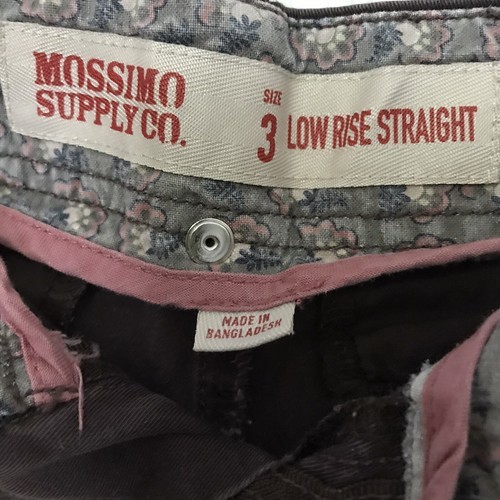 MOSSIMO
SUPPLY CO.
SIZE
3
LOW RISE STRAIGHT
MADE IN
BANGLADESH